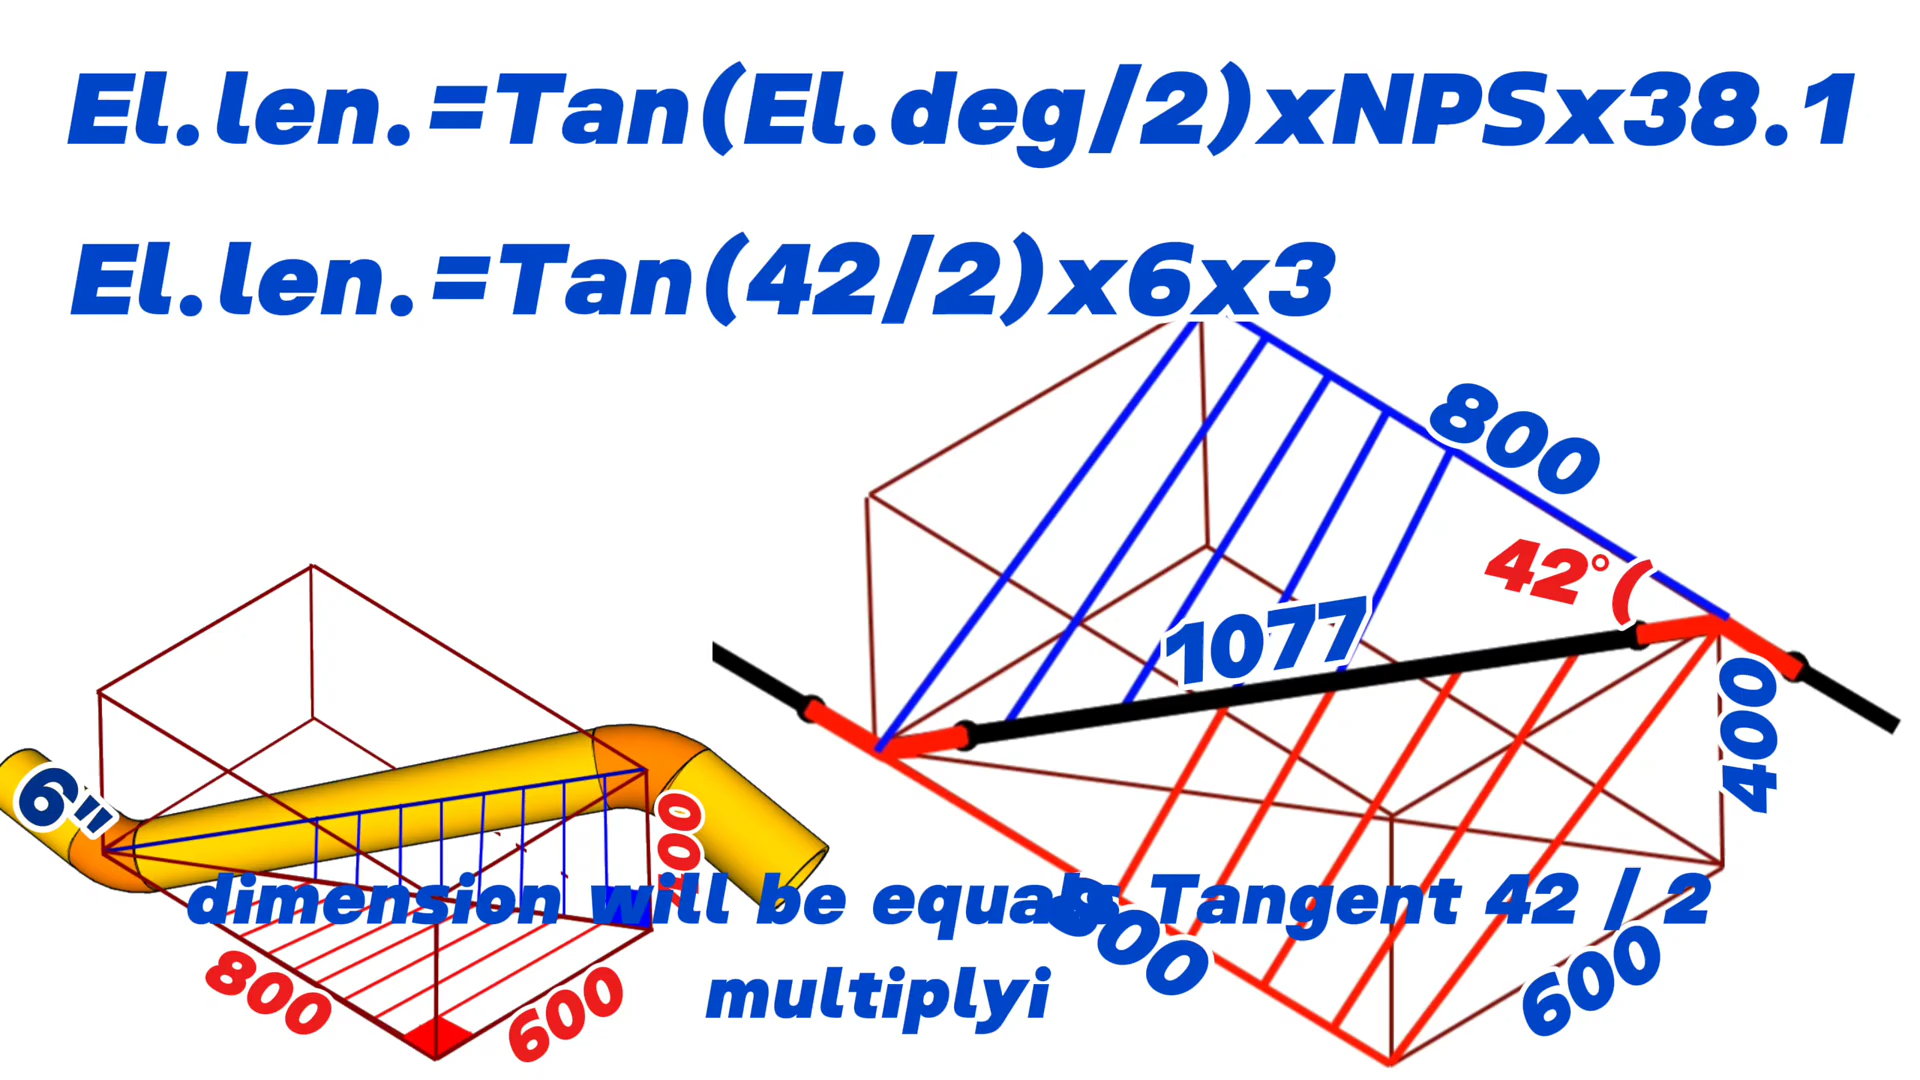 El.len.=Tan(El.deg/2)xNPSx38.1
El.len.=Tan(42/2)x6x3
800
42°(
1077
400
6"
dimension will be equals Tangent 42 / 2
multiplyi
800
600
800
600